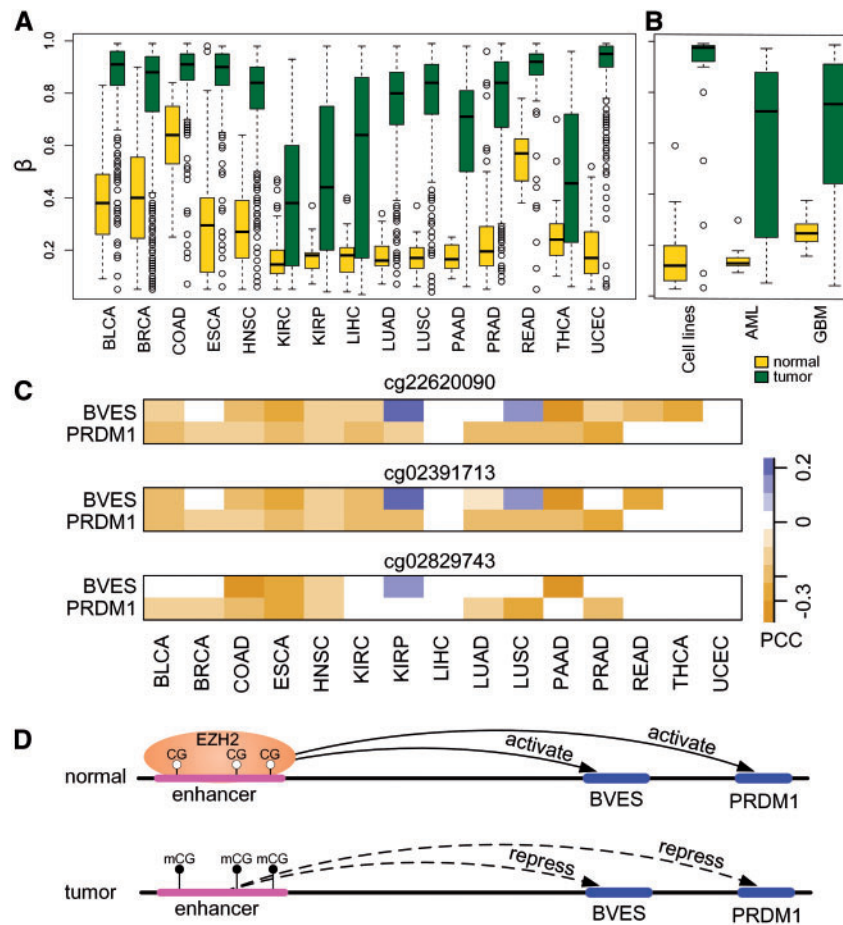 A
B
1.0
0.8
0.6
0.4
0.2
β
BLCA
BRCA
COAD
ESCA
HNSC
KIRC
KIRP
LIHC
LUAD
LUSC
PAAD
PRAD
READ
THCA
UCEC
Cell lines
AML
GBM
normal
tumor
C
cg22620090
BVES
PRDM1
cg02391713
BVES
PRDM1
cg02829743
BVES
PRDM1
0.2
0
-0.3
PCC
BLCA
BRCA
COAD
ESCA
HNSC
KIRC
KIRP
LIHC
LUAD
LUSC
PAAD
PRAD
READ
THCA
UCEC
D
EZH2
CG CG CG
activate activate
normal
enhancer BVES PRDM1
mCG mCG mCG
repress repress
tumor
enhancer BVES PRDM1